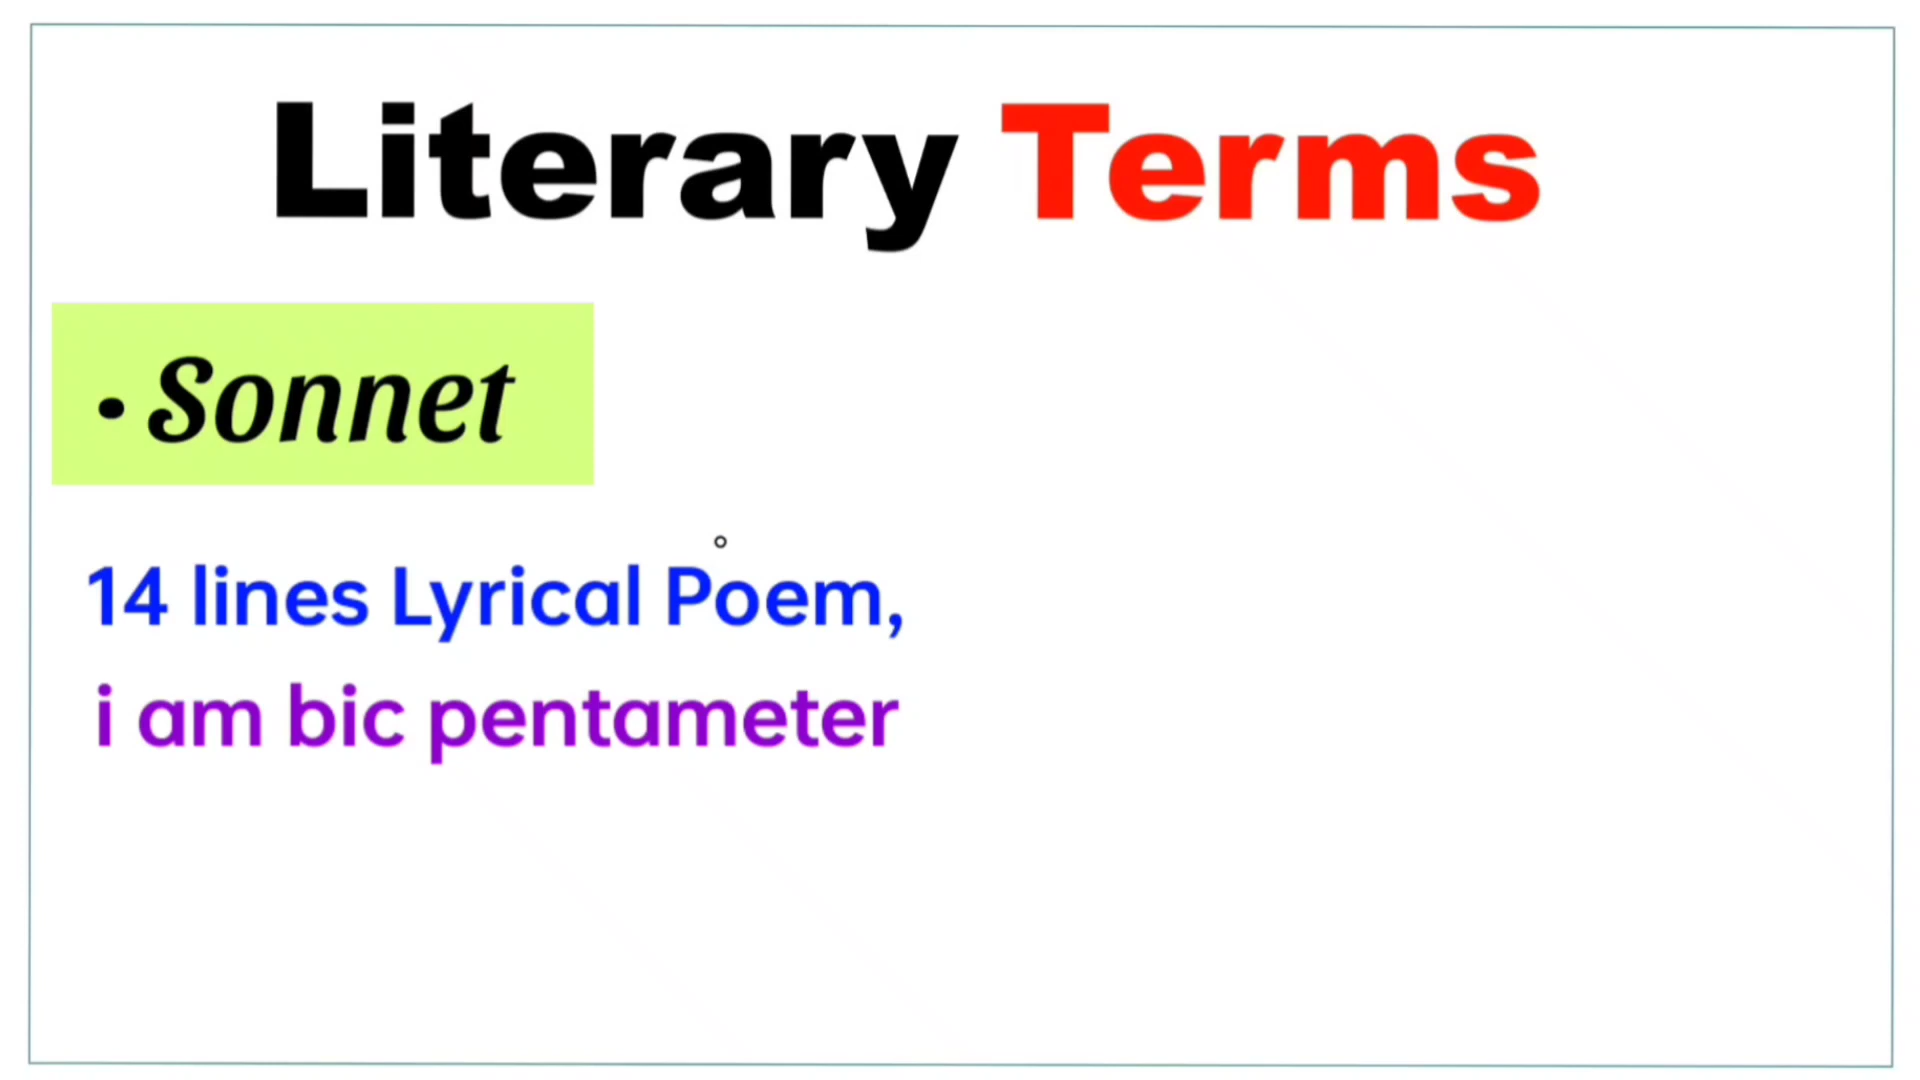 Literary Terms
• Sonnet
14 lines Lyrical Poem,
i am bic pentameter